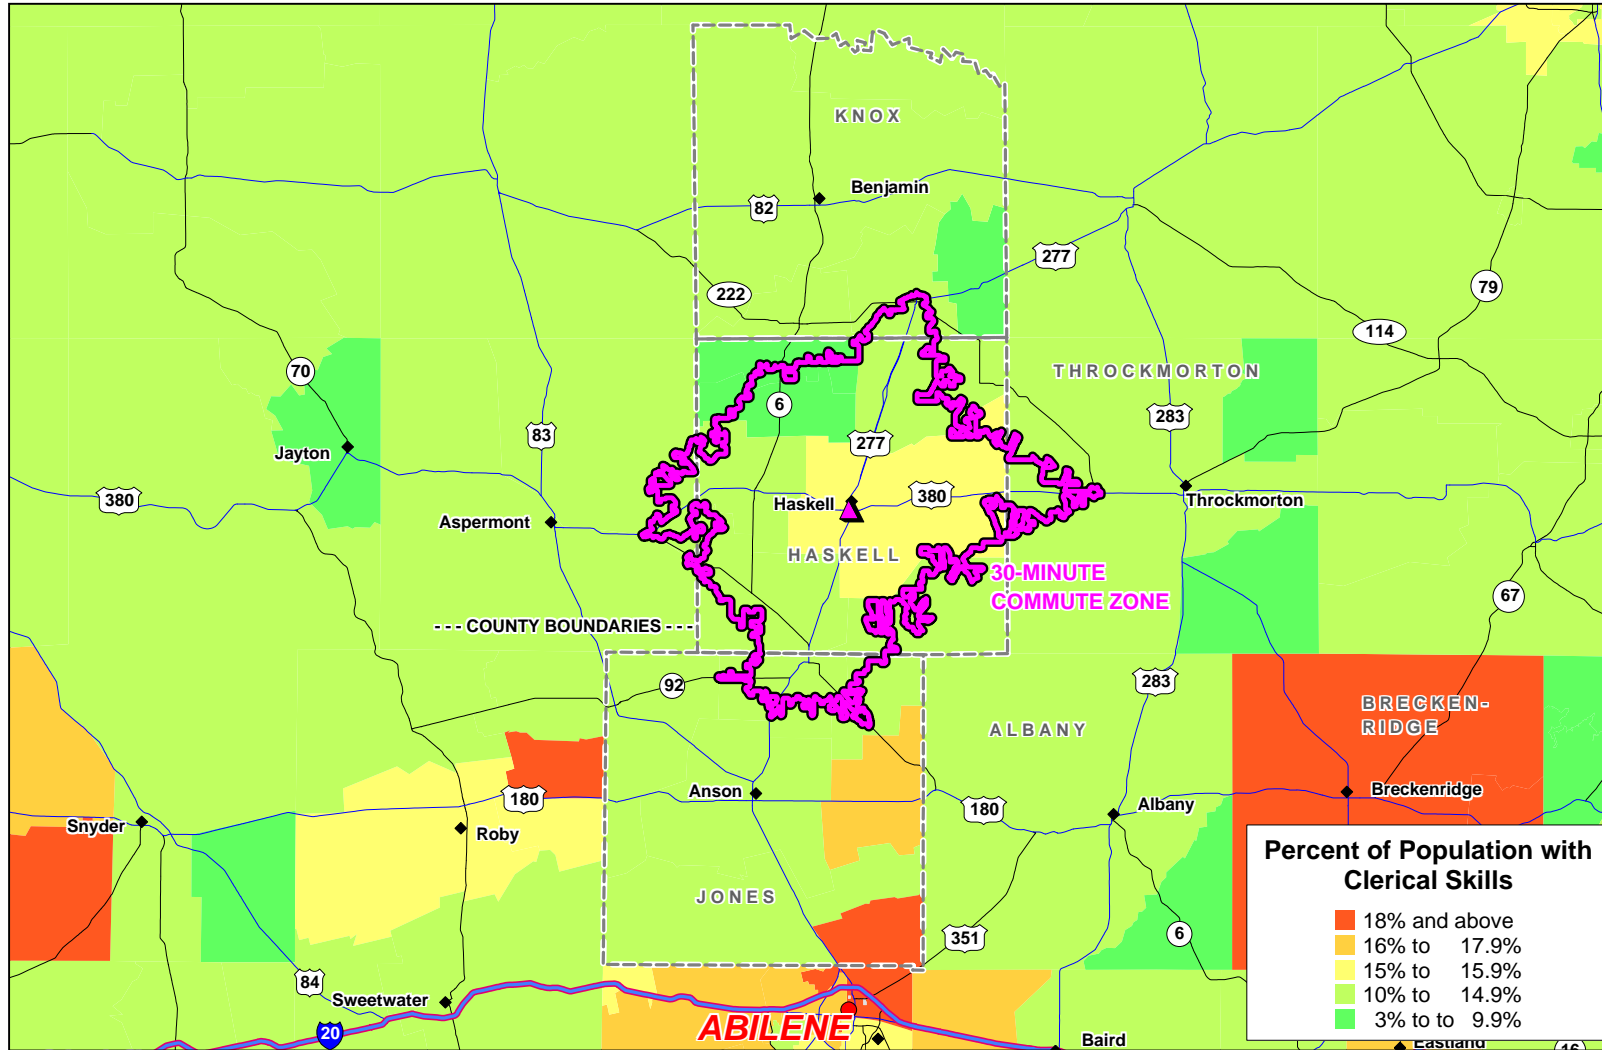 KNOX
Benjamin
82
277
222
79
114
THROCKMORTON
70
6
283
83
277
Jayton
380
Haskell
380
Throckmorton
Aspermont
HASKELL
30-MINUTE
COMMUTE ZONE
67
- - - COUNTY BOUNDARIES - - -
92
283
BRECKEN-
RIDGE
ALBANY
Anson
180
Breckenridge
180
Albany
Snyder
Roby
JONES
351
6
84
Sweetwater
20
ABILENE
Baird
Percent of Population with
Clerical Skills
18% and above
16% to 17.9%
15% to 15.9%
10% to 14.9%
3% to to 9.9%
Eastland
16